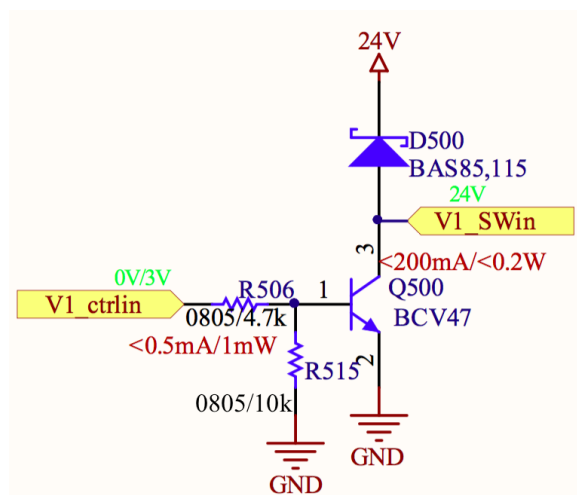 24V
D500
BAS85,115
24V
V1_SWin
3
<200mA/<0.2W
0V/3V
R506
1
Q500
V1_ctrlin
0805/4.7k
BCV47
<0.5mA/1mW
R515
2
0805/10k
GND
GND